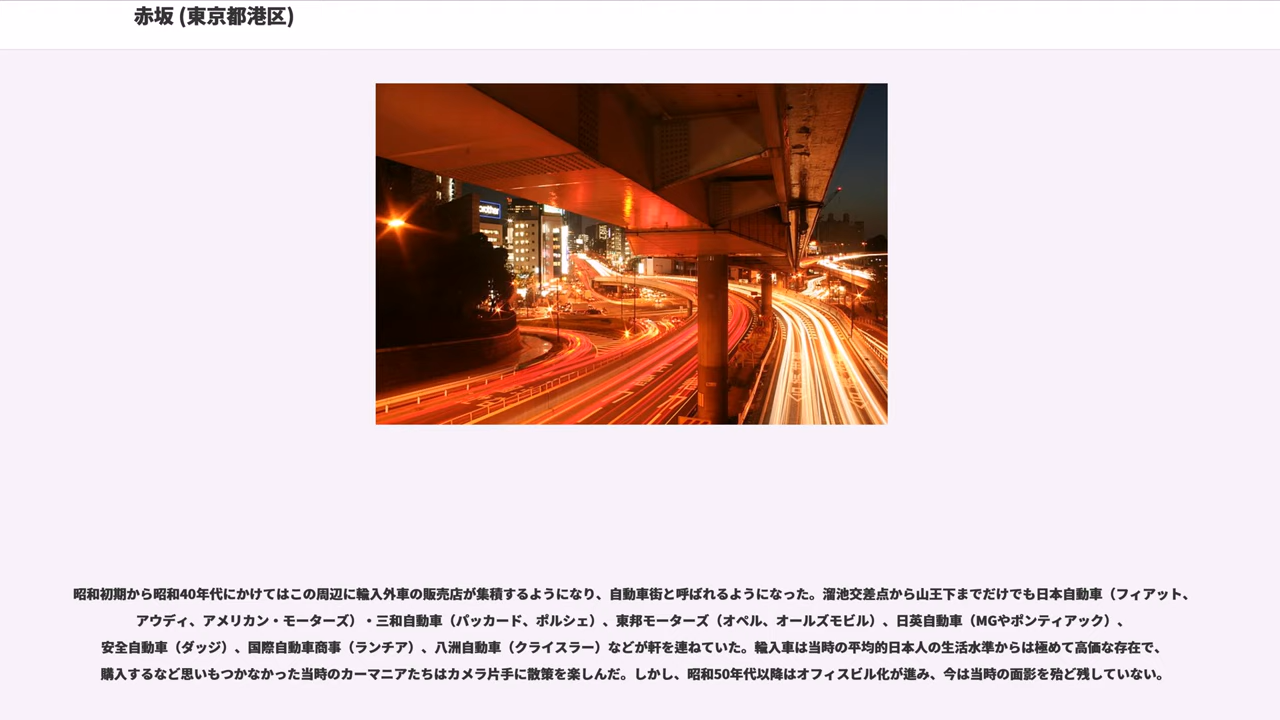 赤坂 (東京都港区)
brother
昭和初期から昭和40年代にかけてはこの周辺に輸入外車の販売店が集積するようになり、自動車街と呼ばれるようになった。溜池交差点から山王下までだけでも日本自動車（フィアット、
アウディ、アメリカン・モーターズ）・三和自動車（パッカード、ポルシェ）、東邦モーターズ（オペル、オールズモビル）、日英自動車（MGやポンティアック）、
安全自動車（ダッジ）、国際自動車商事（ランチア）、八洲自動車（クライスラー）などが軒を連ねていた。輸入車は当時の平均的日本人の生活水準からは極めて高価な存在で、
購入するなど思いもつかなかった当時のカーマニアたちはカメラ片手に散策を楽しんだ。しかし、昭和50年代以降はオフィスビル化が進み、今は当時の面影を殆ど残していない。